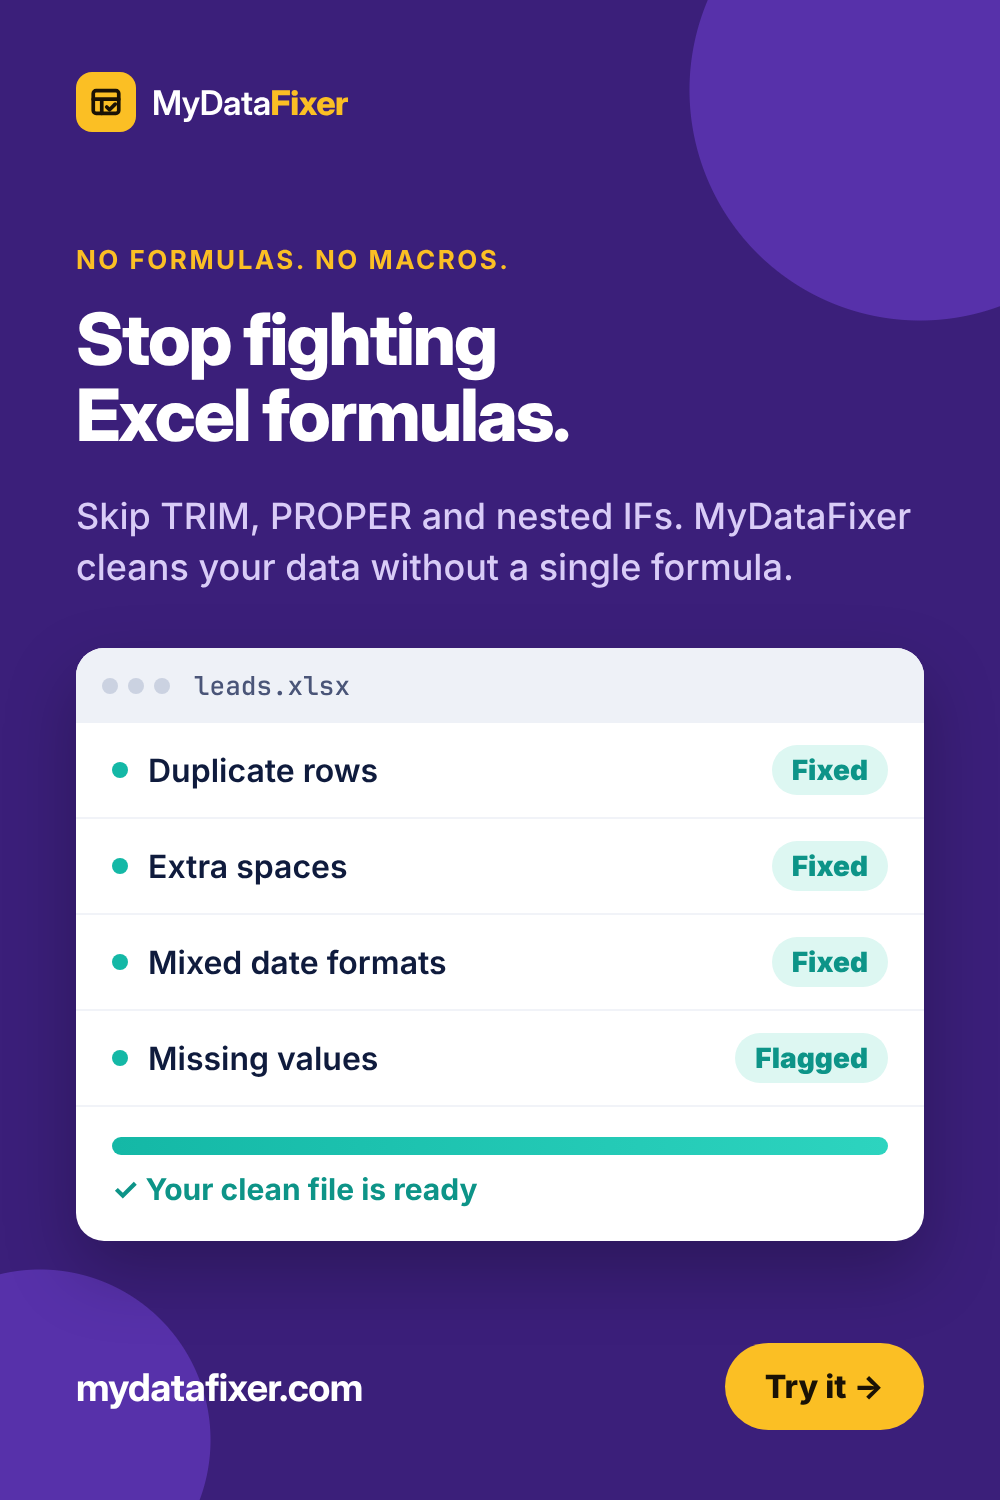 MyDataFixer
NO FORMULAS. NO MACROS.
Stop fighting
Excel formulas.
Skip TRIM, PROPER and nested IFs. MyDataFixer
cleans your data without a single formula.
leads.xlsx
Duplicate rows Fixed
Extra spaces Fixed
Mixed date formats Fixed
Missing values Flagged
✓ Your clean file is ready
mydatafixer.com Try it →